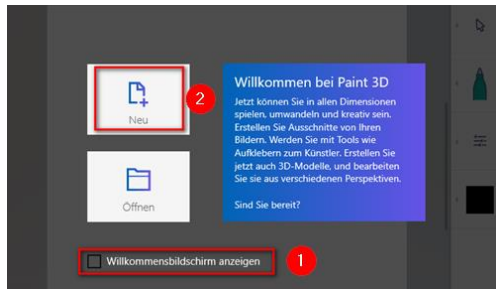 Neu
2
Willkommen bei Paint 3D
Jetzt können Sie in allen Dimensionen
spielen, umwandeln und kreativ sein.
Erstellen Sie Ausschnitte von Ihren
Bildern. Werden Sie mit Tools wie
Aufklebern zum Künstler. Erstellen Sie
jetzt auch 3D-Modelle, und bearbeiten
Sie sie aus verschiedenen Perspektiven.
Sind Sie bereit?
Öffnen
Willkommensbildschirm anzeigen
1